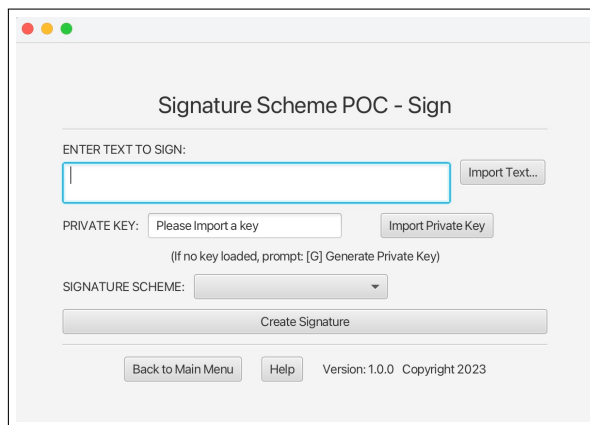 Signature Scheme POC - Sign
ENTER TEXT TO SIGN:
Import Text...
PRIVATE KEY: Please Import a key Import Private Key
(If no key loaded, prompt: [G] Generate Private Key)
SIGNATURE SCHEME:
Create Signature
Back to Main Menu Help Version: 1.0.0 Copyright 2023